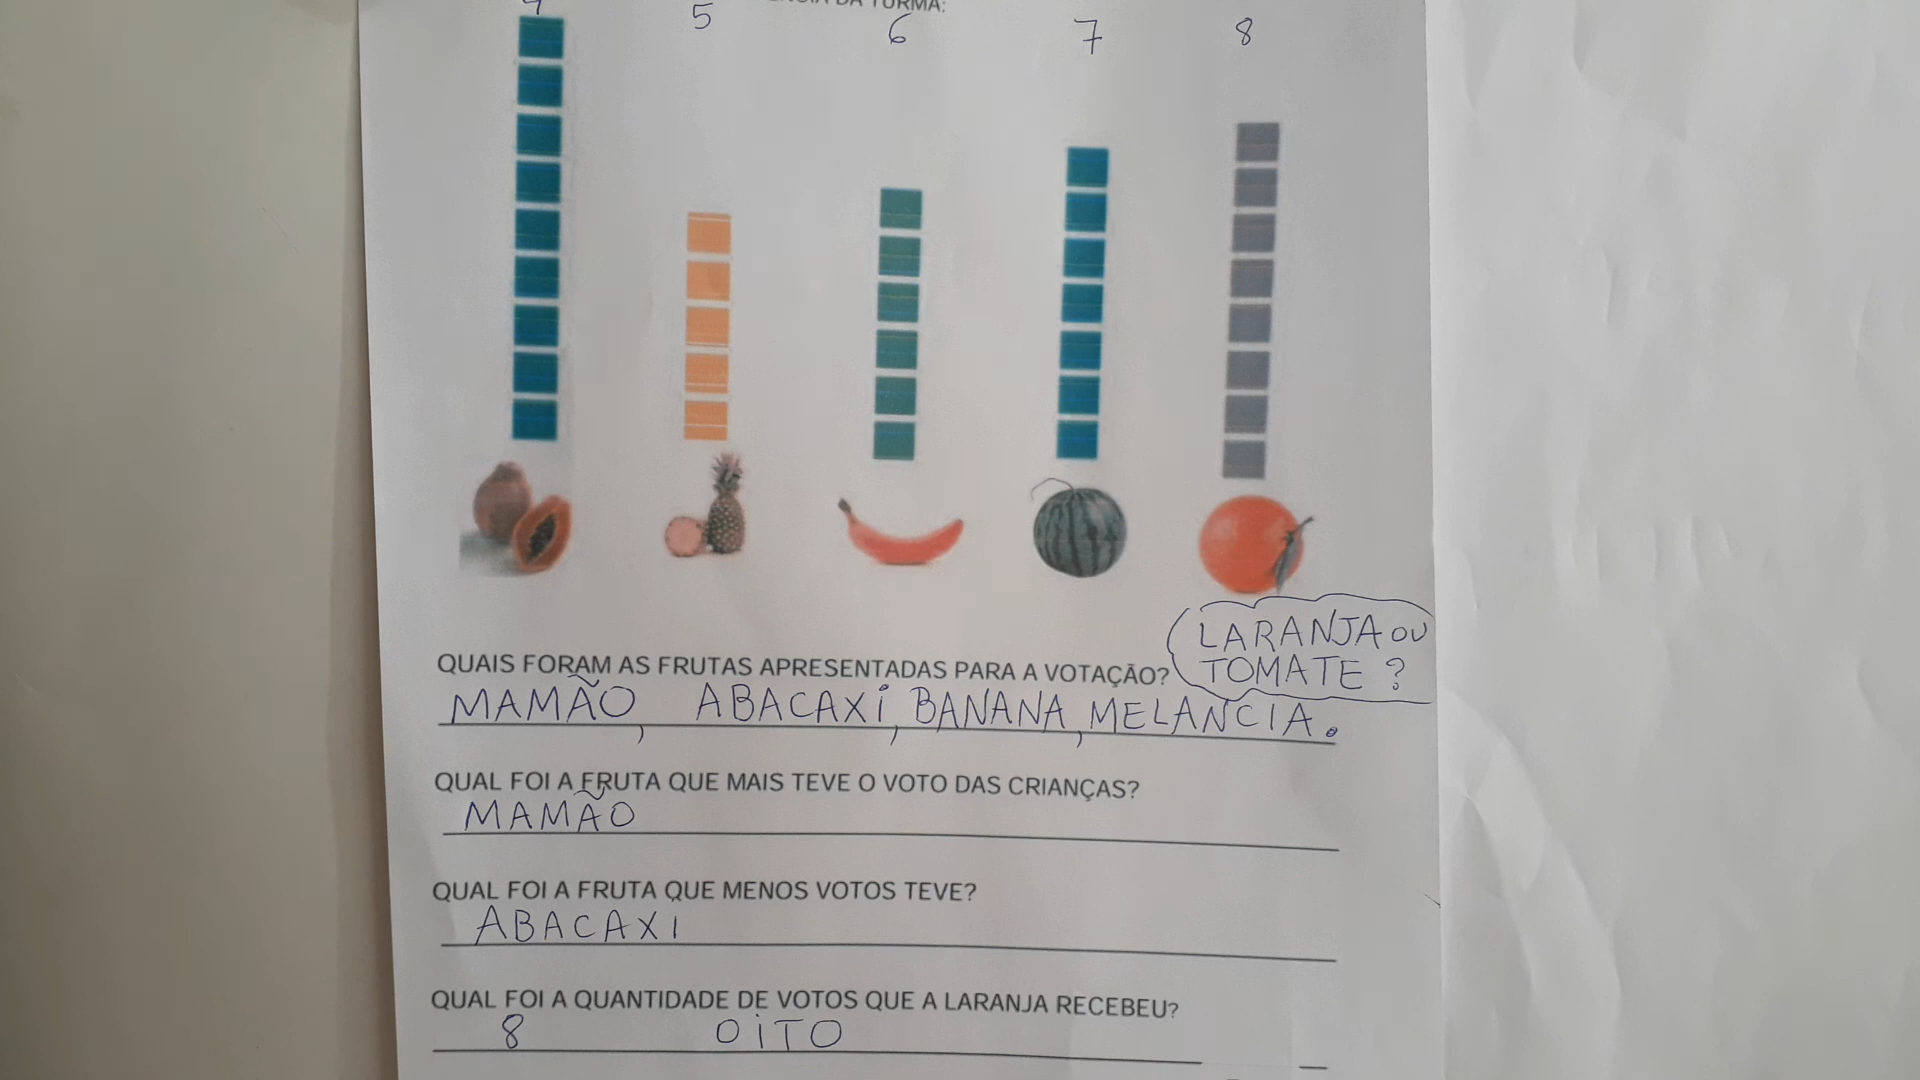 DA TURMA:
5 6 7 8
LARANJA OU
TOMATE ?
QUAIS FORAM AS FRUTAS APRESENTADAS PARA A VOTAÇÃO?
MAMÃO, ABACAXi, BANANA, MELANCIA.
QUAL FOI A FRUTA QUE MAIS TEVE O VOTO DAS CRIANÇAS?
MAMÃO
QUAL FOI A FRUTA QUE MENOS VOTOS TEVE?
ABACAXI
QUAL FOI A QUANTIDADE DE VOTOS QUE A LARANJA RECEBEU?
8 OiTO